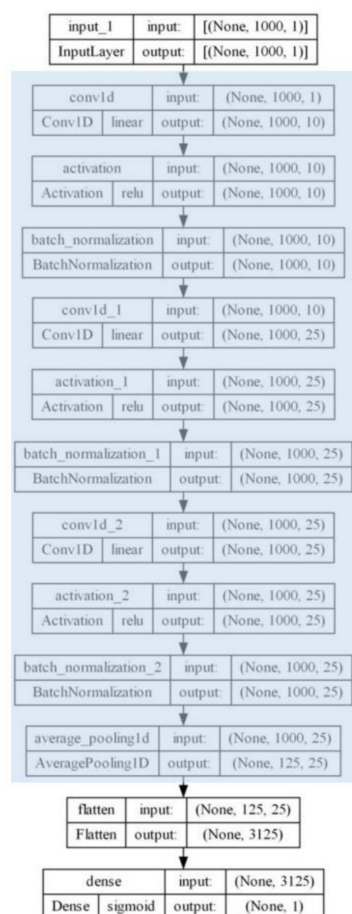 input_1 input: [(None, 1000, 1)]
InputLayer output: [(None, 1000, 1)]
conv1d input: (None, 1000, 1)
Conv1D linear output: (None, 1000, 10)
activation input: (None, 1000, 10)
Activation relu output: (None, 1000, 10)
batch_normalization input: (None, 1000, 10)
BatchNormalization output: (None, 1000, 10)
conv1d_1 input: (None, 1000, 10)
Conv1D linear output: (None, 1000, 25)
activation_1 input: (None, 1000, 25)
Activation relu output: (None, 1000, 25)
batch_normalization_1 input: (None, 1000, 25)
BatchNormalization output: (None, 1000, 25)
conv1d_2 input: (None, 1000, 25)
Conv1D linear output: (None, 1000, 25)
activation_2 input: (None, 1000, 25)
Activation relu output: (None, 1000, 25)
batch_normalization_2 input: (None, 1000, 25)
BatchNormalization output: (None, 1000, 25)
average_pooling1d input: (None, 1000, 25)
AveragePooling1D output: (None, 125, 25)
flatten input: (None, 125, 25)
Flatten output: (None, 3125)
dense input: (None, 3125)
Dense sigmoid output: (None, 1)